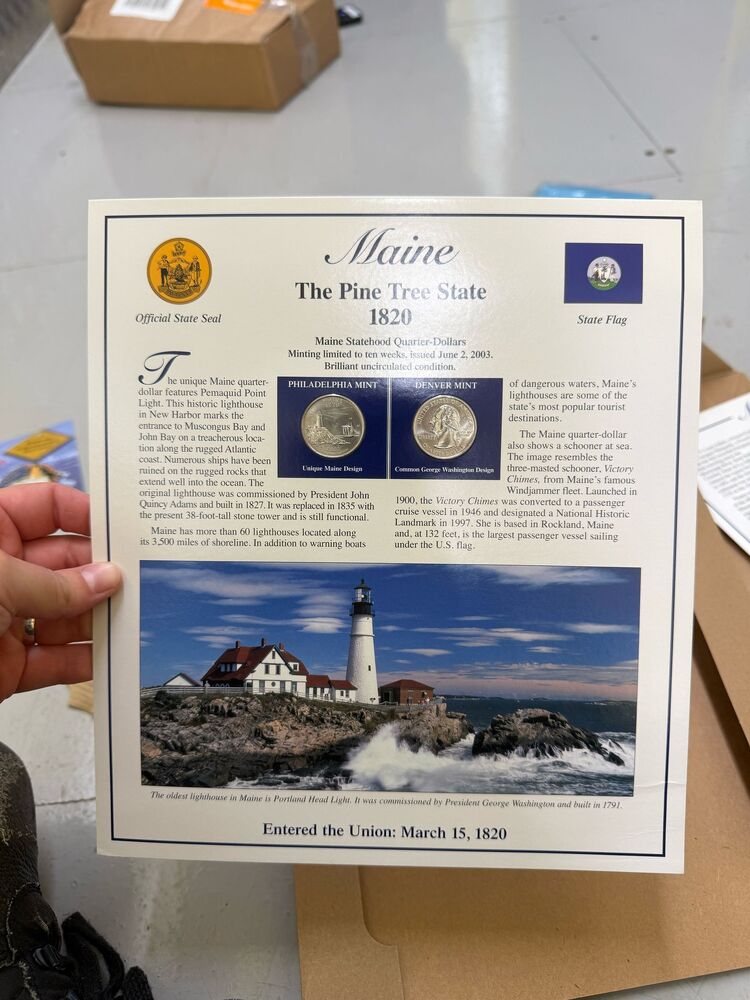 Maine
The Pine Tree State
1820
Official State Seal
State Flag
Maine Statehood Quarter-Dollars
Minting limited to ten weeks, issued June 2, 2003.
Brilliant uncirculated condition.
The unique Maine quarter-
dollar features Pemaquid Point
Light. This historic lighthouse
in New Harbor marks the
entrance to Muscongus Bay and
John Bay on a treacherous loca-
tion along the rugged Atlantic
coast. Numerous ships have been
ruined on the rugged rocks that
extend well into the ocean. The
original lighthouse was commissioned by President John
Quincy Adams and built in 1827. It was replaced in 1835 with
the present 38-foot-tall stone tower and is still functional.
Maine has more than 60 lighthouses located along
its 3,500 miles of shoreline. In addition to warning boats
PHILADELPHIA MINT
Unique Maine Design
DENVER MINT
Common George Washington Design
of dangerous waters, Maine's
lighthouses are some of the
state's most popular tourist
destinations.
The Maine quarter-dollar
also shows a schooner at sea.
The image resembles the
three-masted schooner, Victory
Chimes, from Maine's famous
Windjammer fleet. Launched in
1900, the Victory Chimes was converted to a passenger
cruise vessel in 1946 and designated a National Historic
Landmark in 1997. She is based in Rockland, Maine
and, at 132 feet, is the largest passenger vessel sailing
under the U.S. flag.
The oldest lighthouse in Maine is Portland Head Light. It was commissioned by President George Washington and built in 1791.
Entered the Union: March 15, 1820